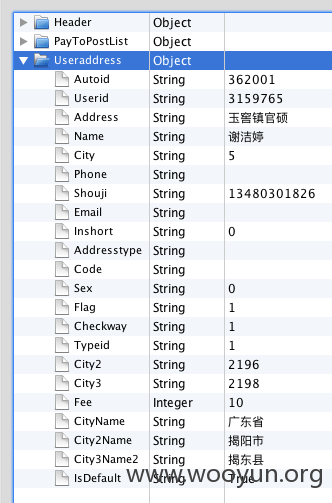 Header Object
PayToPostList Object
Useraddress Object
Autoid String 362001
Userid String 3159765
Address String 玉窖镇官硕
Name String 谢洁婷
City String 5
Phone String
Shouji String 13480301826
Email String
Inshort String 0
Addresstype String
Code String
Sex String 0
Flag String 1
Checkway String 1
Typeid String 1
City2 String 2196
City3 String 2198
Fee Integer 10
CityName String 广东省
City2Name String 揭阳市
City3Name2 String 揭东县
IsDefault String True
www.wooyun.org